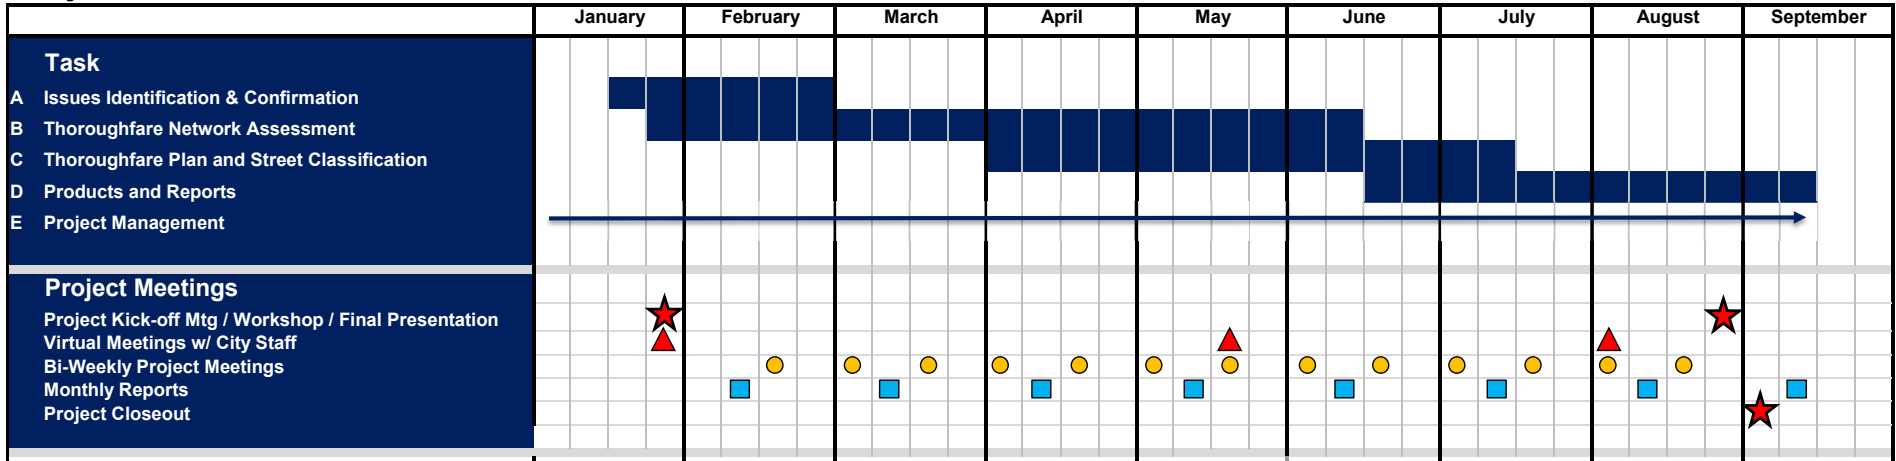 January February March April May June July August September
Task
A Issues Identification & Confirmation
B Thoroughfare Network Assessment
C Thoroughfare Plan and Street Classification
D Products and Reports
E Project Management
Project Meetings
Project Kick-off Mtg / Workshop / Final Presentation
Virtual Meetings w/ City Staff
Bi-Weekly Project Meetings
Monthly Reports
Project Closeout